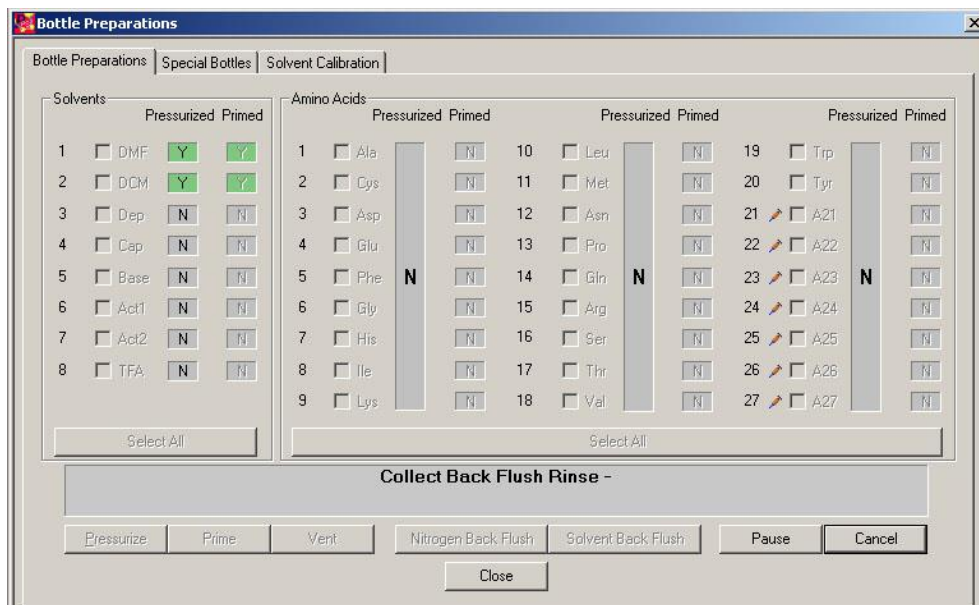 Bottle Preparations
Bottle Preparations Special Bottles Solvent Calibration
Solvents Amino Acids
Pressurized Primed Pressurized Primed Pressurized Primed Pressurized Primed
1 DMF Y Y 1 Ala N 10 Leu N 19 Trp N
2 DCM Y Y 2 Cys N 11 Met N 20 Tyr N
3 Dep N N 3 Asp N 12 Asn N 21 A21 N
4 Cap N N 4 Glu N 13 Pro N 22 A22 N
5 Base N N 5 Phe N N 14 Gln N N 23 A23 N N
6 Act1 N N 6 Gly N 15 Arg N 24 A24 N
7 Act2 N N 7 His N 16 Ser N 25 A25 N
8 TFA N N 8 Ile N 17 Thr N 26 A26 N
9 Lys N 18 Val N 27 A27 N
Select All Select All
Collect Back Flush Rinse -
Pressurize Prime Vent Nitrogen Back Flush Solvent Back Flush Pause Cancel
Close